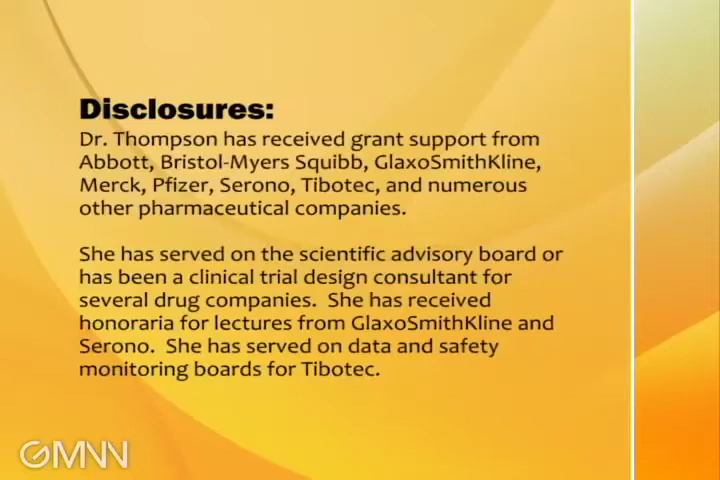 Disclosures:
Dr. Thompson has received grant support from
Abbott, Bristol-Myers Squibb, GlaxoSmithKline,
Merck, Pfizer, Serono, Tibotec, and numerous
other pharmaceutical companies.
She has served on the scientific advisory board or
has been a clinical trial design consultant for
several drug companies.  She has received
honoraria for lectures from GlaxoSmithKline and
Serono.  She has served on data and safety
monitoring boards for Tibotec.
GMNN